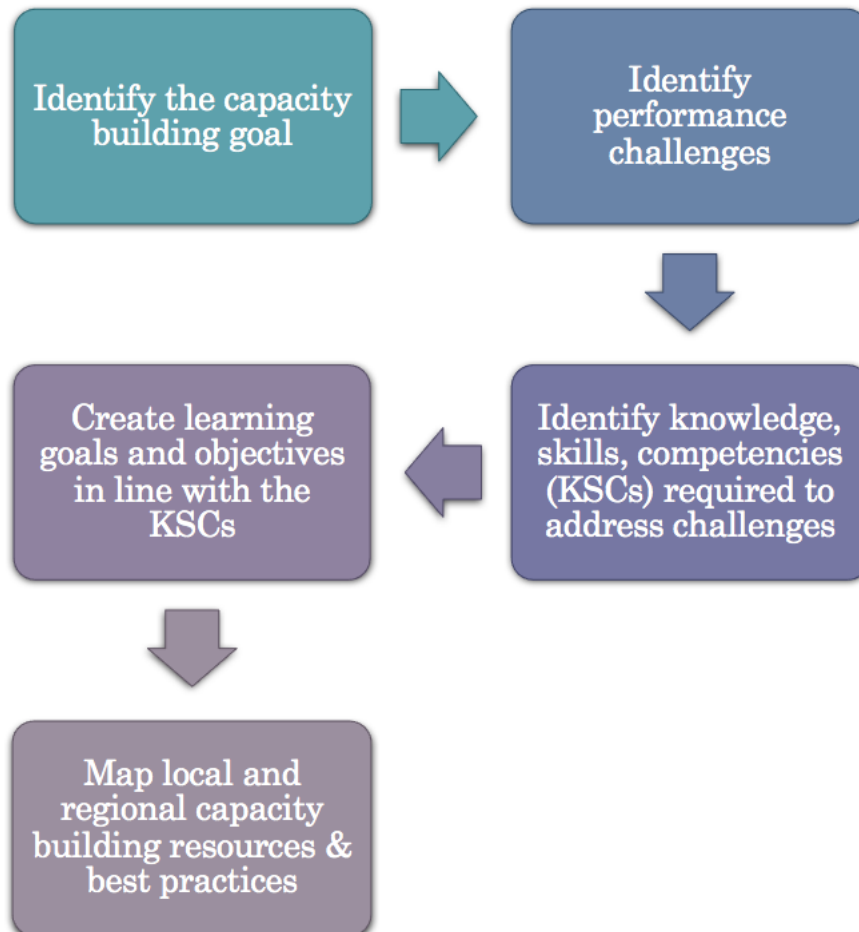 Identify the capacity
building goal
Identify
performance
challenges
Identify knowledge,
skills, competencies
(KSCs) required to
address challenges
Create learning
goals and objectives
in line with the
KSCs
Map local and
regional capacity
building resources &
best practices